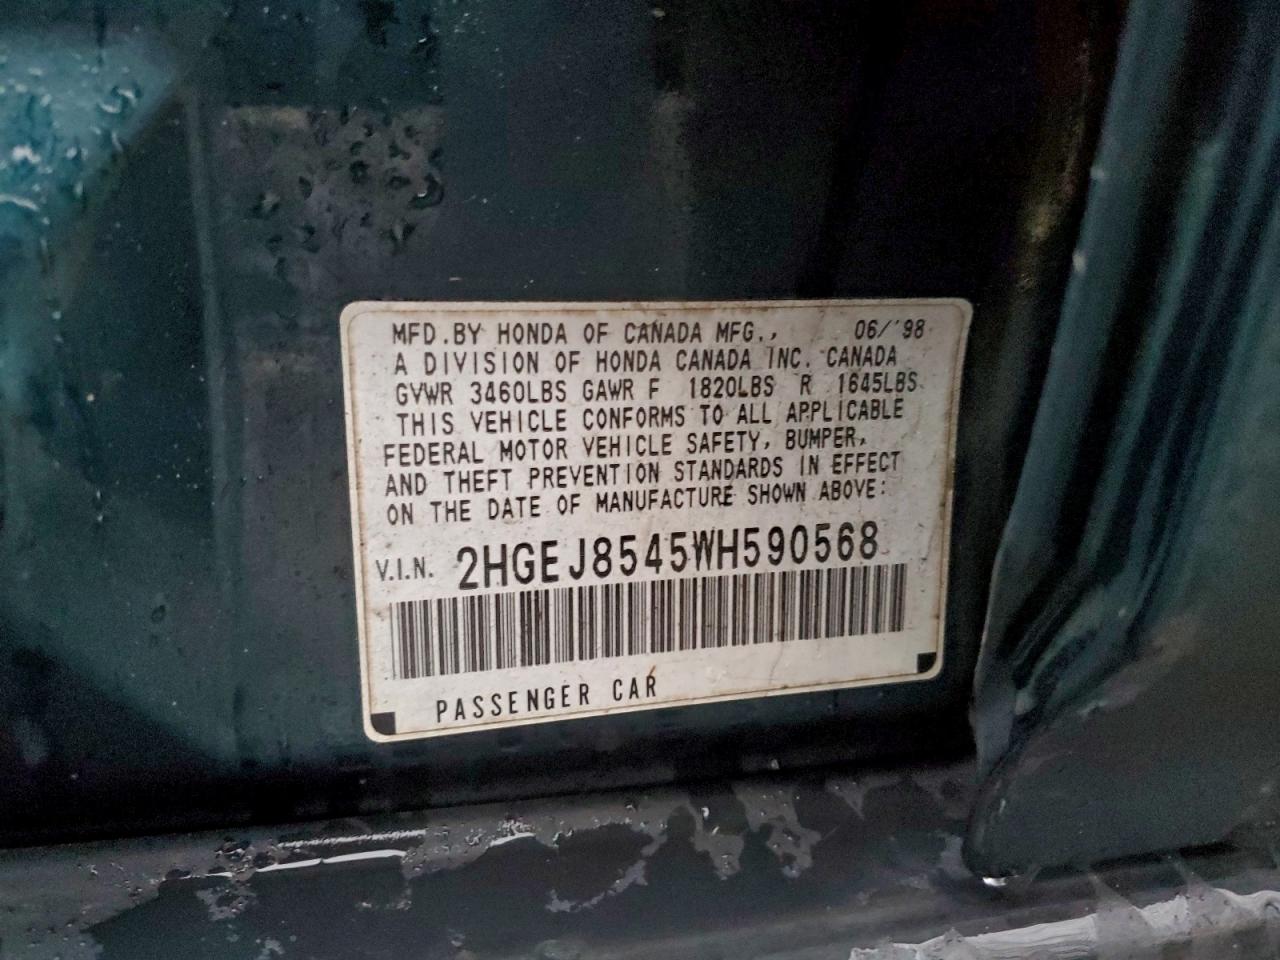 MFD.BY HONDA OF CANADA MFG., 06/'98
A DIVISION OF HONDA CANADA INC. CANADA
GVWR 3460LBS GAWR F 1820LBS R 1645LBS
THIS VEHICLE CONFORMS TO ALL APPLICABLE
FEDERAL MOTOR VEHICLE SAFETY, BUMPER,
AND THEFT PREVENTION STANDARDS IN EFFECT
ON THE DATE OF MANUFACTURE SHOWN ABOVE:
V.I.N. 2HGEJ8545WH590568
PASSENGER CAR